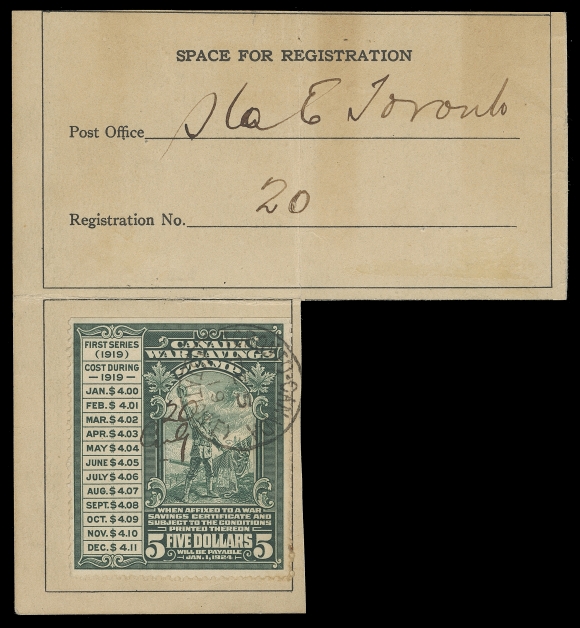 SPACE FOR REGISTRATION
Post Office Sta E Toronto
Registration No. 20
FIRST SERIES
(1919)
COST DURING
-1919-
JAN. $ 4.00
FEB. $ 4.01
MAR. $ 4.02
APR. $ 4.03
MAY $ 4.04
JUNE $ 4.05
JULY $ 4.06
AUG. $ 4.07
SEPT. $ 4.08
OCT. $ 4.09
NOV. $ 4.10
DEC. $ 4.11
CANADA
WAR SAVINGS
STAMP
20
WHEN AFFIXED TO A WAR
SAVINGS CERTIFICATE AND
SUBJECT TO THE CONDITIONS
PRINTED THEREON
5 FIVE DOLLARS 5
WILL BE PAYABLE
JAN. 1, 1924